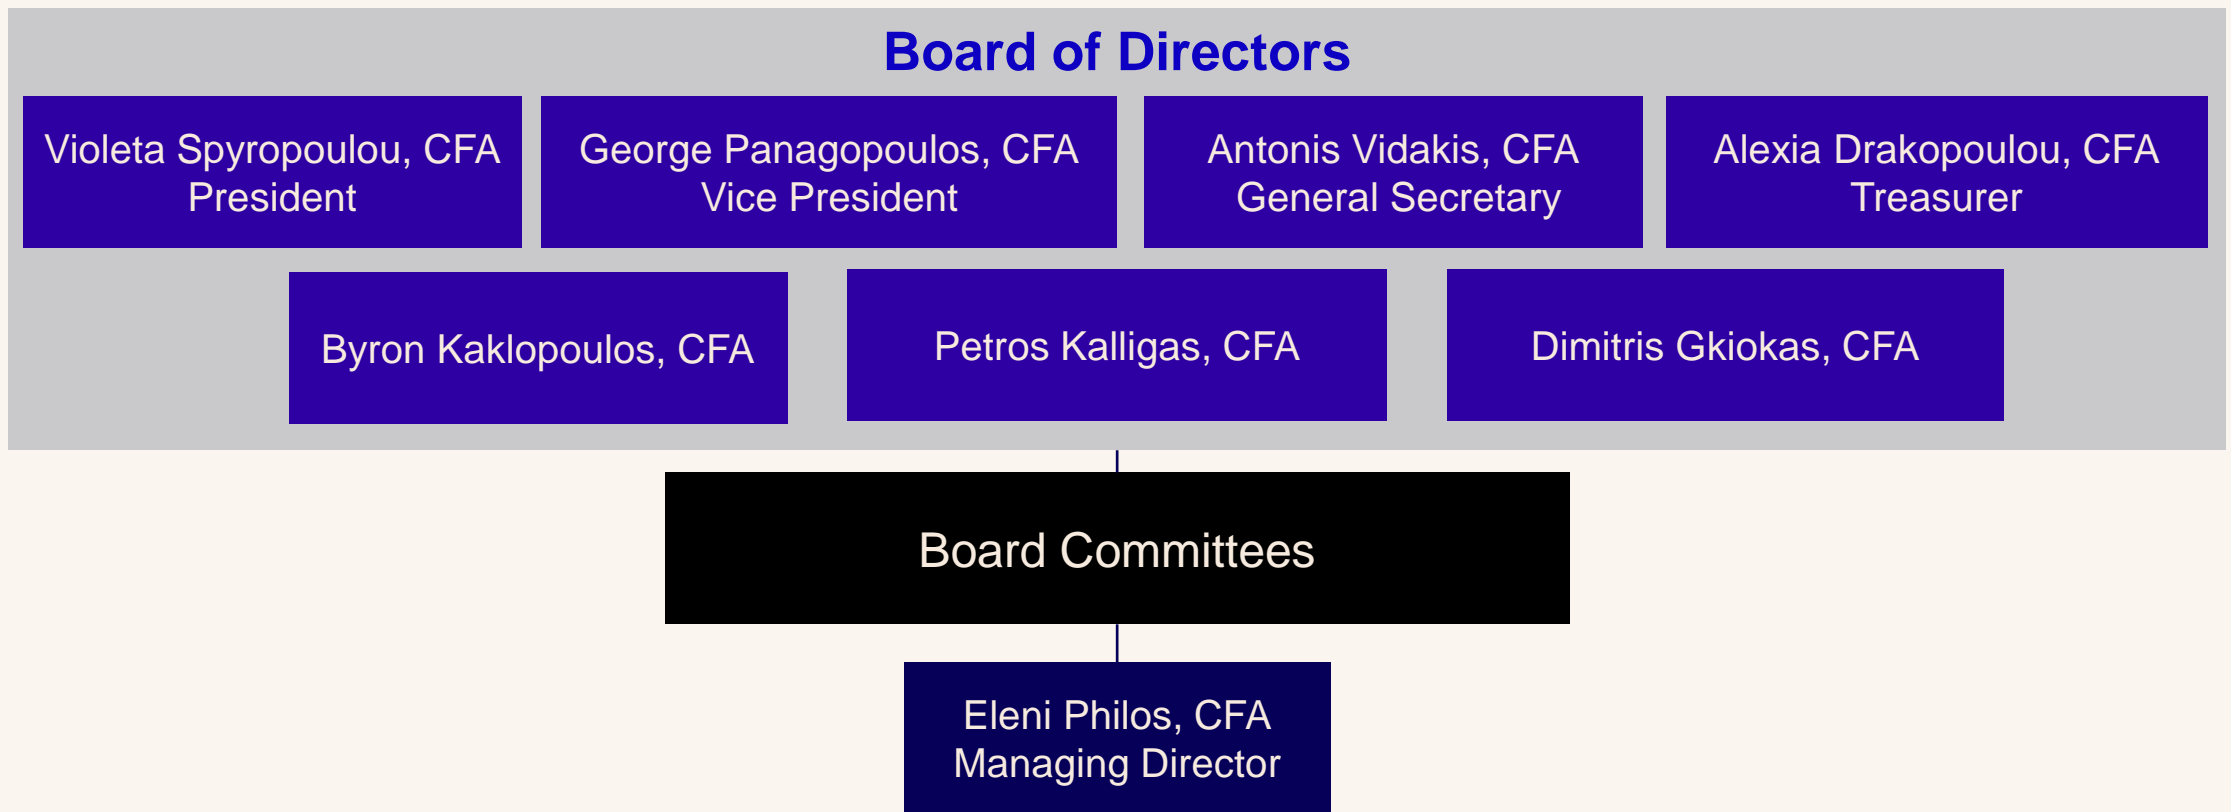 Board of Directors
Violeta Spyropoulou, CFA
President
George Panagopoulos, CFA
Vice President
Antonis Vidakis, CFA
General Secretary
Alexia Drakopoulou, CFA
Treasurer
Byron Kaklopoulos, CFA
Petros Kalligas, CFA
Dimitris Gkiokas, CFA
Board Committees
Eleni Philos, CFA
Managing Director